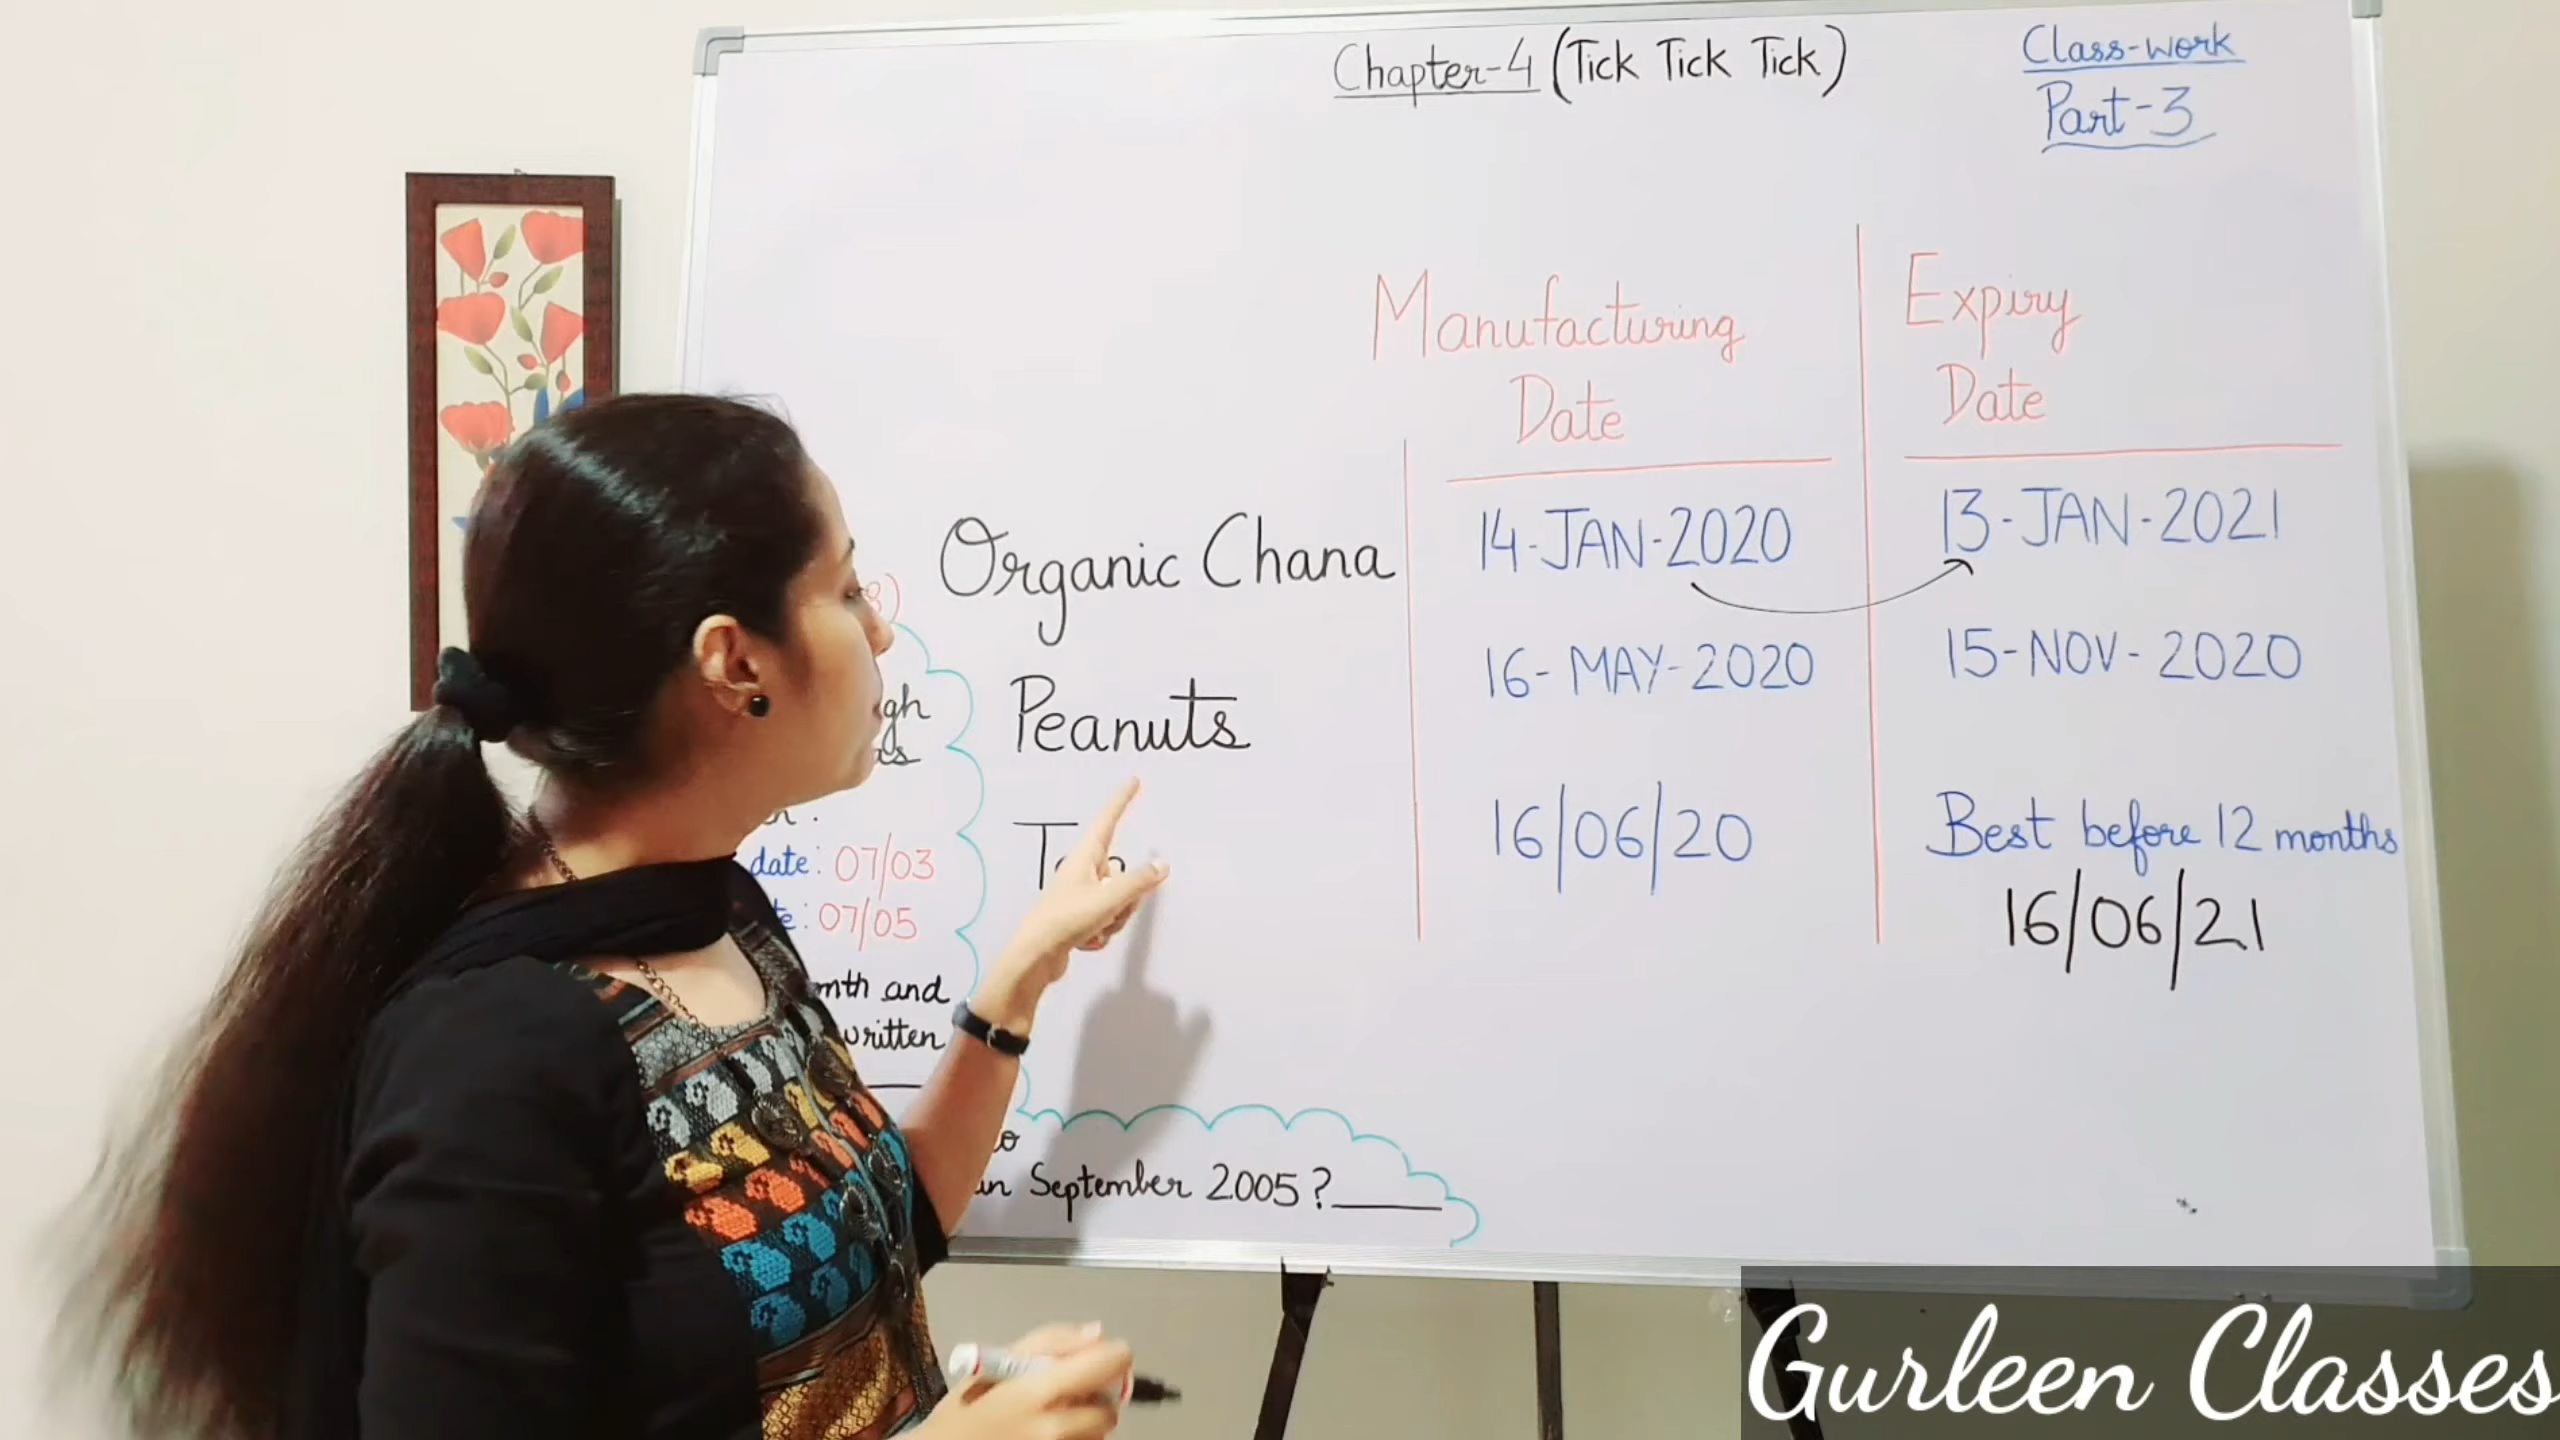 Chapter-4 (Tick Tick Tick)
Class-work
Part-3
Manufacturing
Date
Expiry
Date
Organic Chana
14-JAN-2020
13-JAN-2021
Peanuts
16-MAY-2020
15-NOV-2020
16/06/20
Best before 12 months
16/06/21
date: 07/03
: 07/05
and
written
in September 2005?
Gurleen Classes